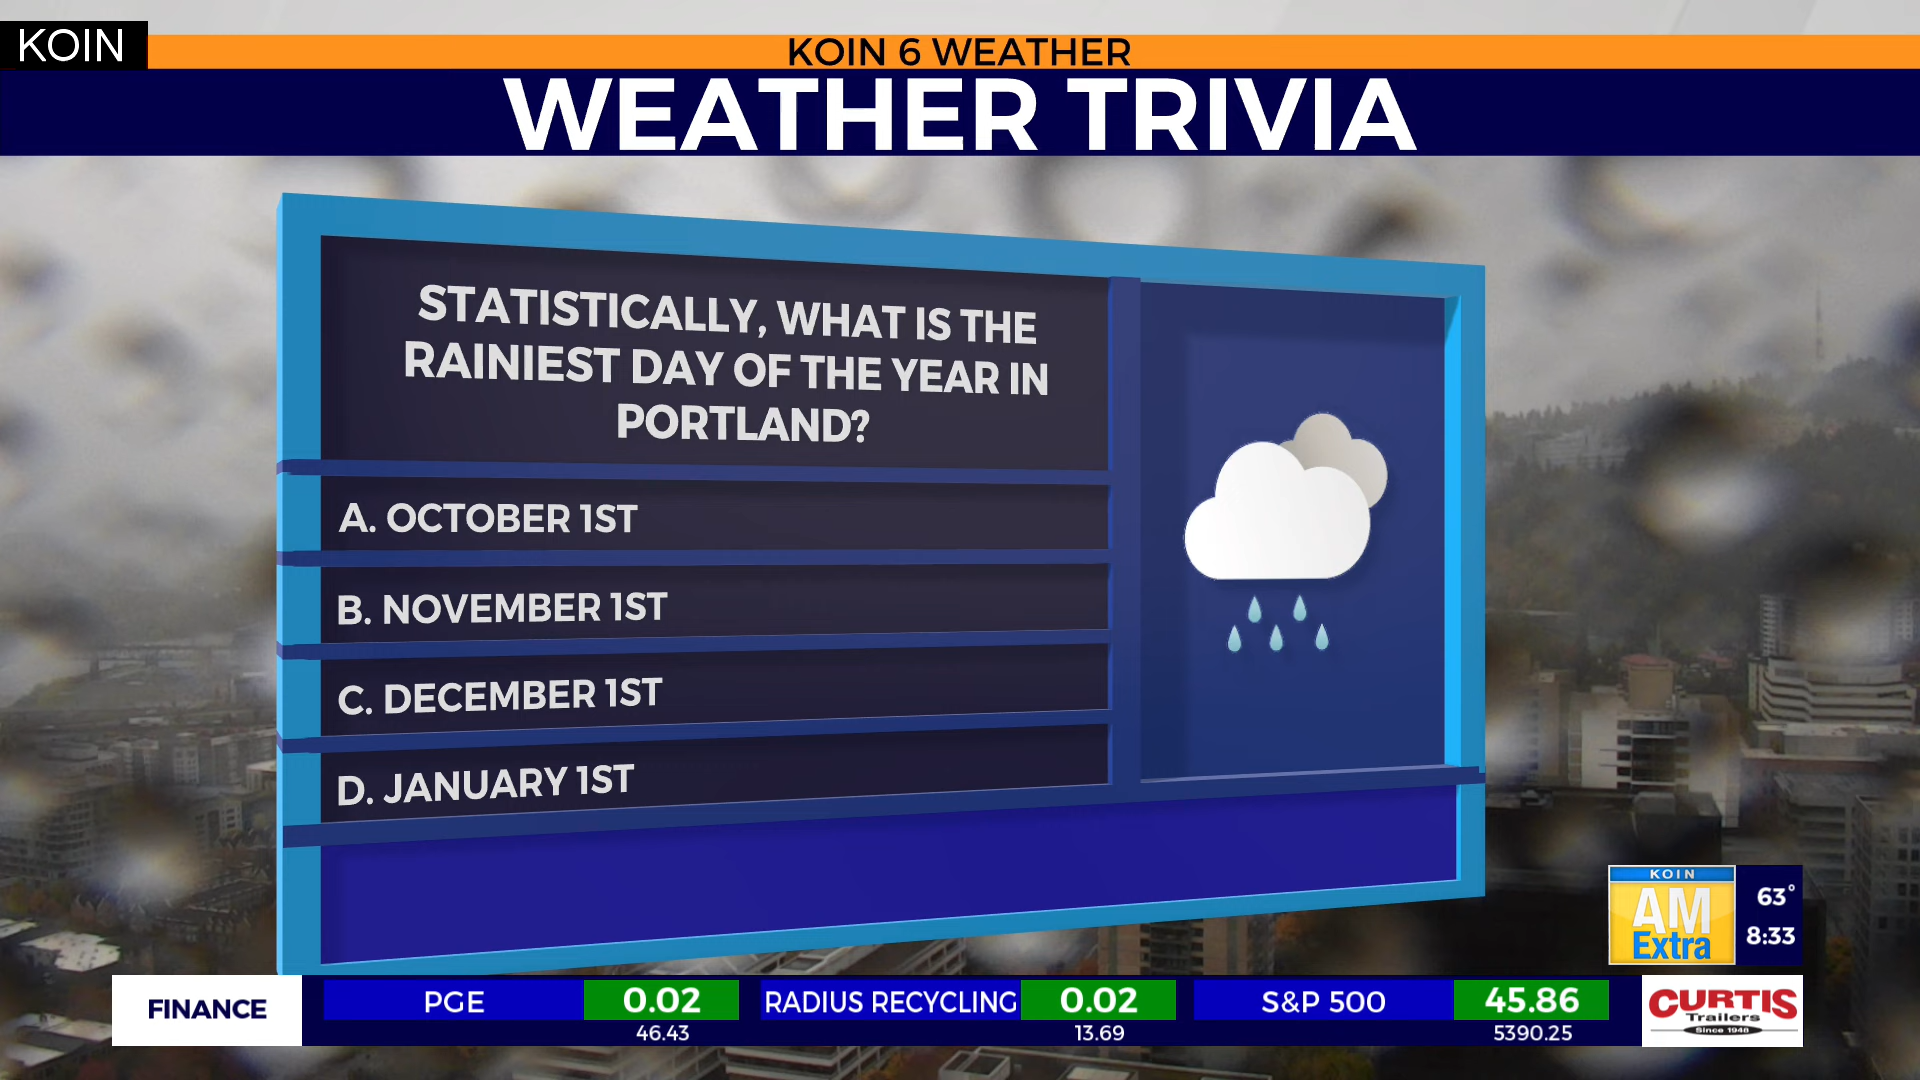 KOIN
KOIN 6 WEATHER
WEATHER TRIVIA
STATISTICALLY, WHAT IS THE
RAINIEST DAY OF THE YEAR IN
PORTLAND?
A. OCTOBER 1ST
B. NOVEMBER 1ST
C. DECEMBER 1ST
D. JANUARY 1ST
KOIN
AM
Extra
63°
8:33
FINANCE
PGE
0.02
46.43
RADIUS RECYCLING
0.02
13.69
S&P 500
45.86
5390.25
CURTIS
Trailers
Since 1948